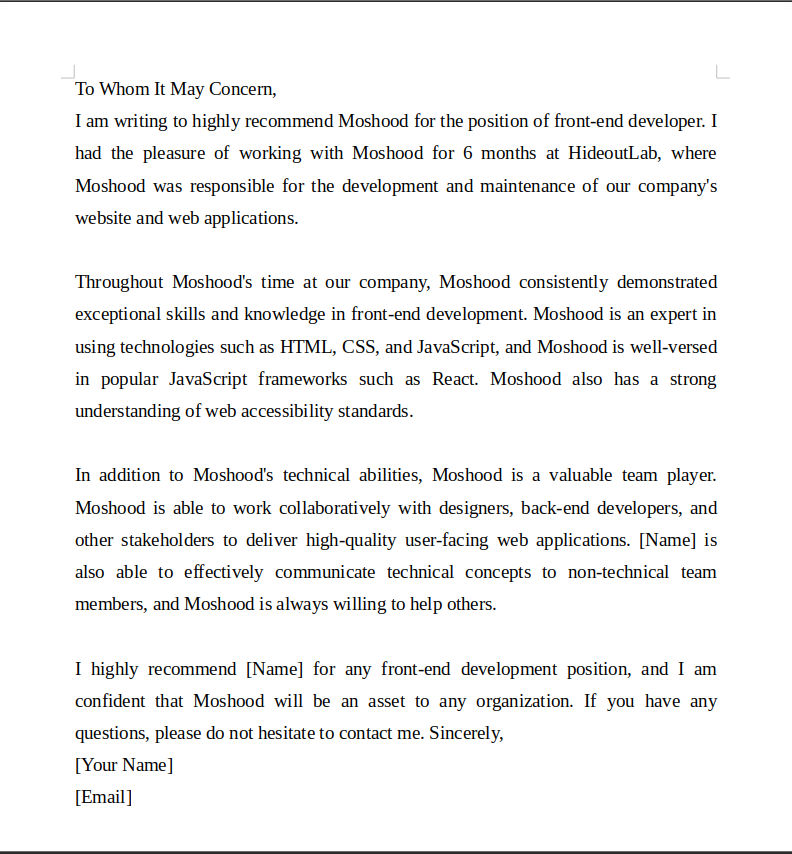 To Whom It May Concern,
I am writing to highly recommend Moshood for the position of front-end developer. I
had the pleasure of working with Moshood for 6 months at HideoutLab, where
Moshood was responsible for the development and maintenance of our company's
website and web applications.
Throughout Moshood's time at our company, Moshood consistently demonstrated
exceptional skills and knowledge in front-end development. Moshood is an expert in
using technologies such as HTML, CSS, and JavaScript, and Moshood is well-versed
in popular JavaScript frameworks such as React. Moshood also has a strong
understanding of web accessibility standards.
In addition to Moshood's technical abilities, Moshood is a valuable team player.
Moshood is able to work collaboratively with designers, back-end developers, and
other stakeholders to deliver high-quality user-facing web applications. [Name] is
also able to effectively communicate technical concepts to non-technical team
members, and Moshood is always willing to help others.
I highly recommend [Name] for any front-end development position, and I am
confident that Moshood will be an asset to any organization. If you have any
questions, please do not hesitate to contact me. Sincerely,
[Your Name]
[Email]